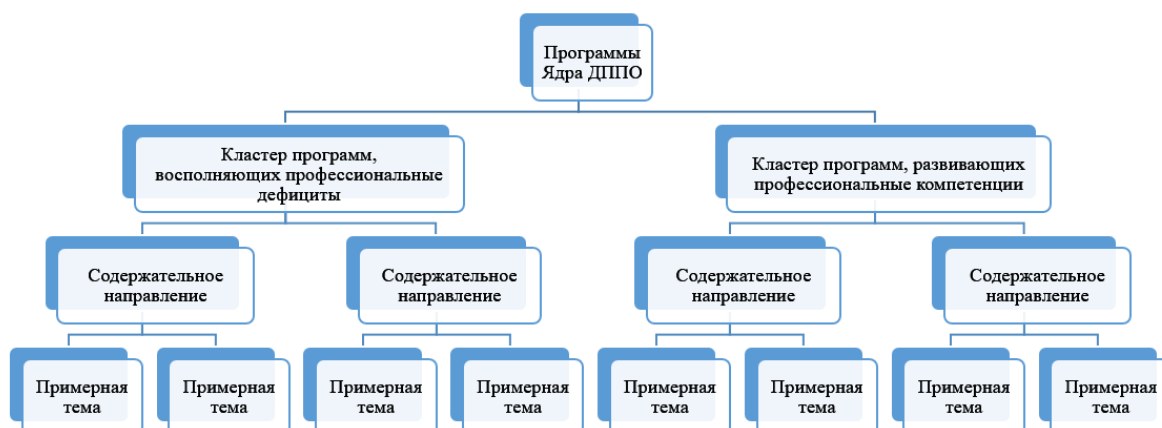 Программы
Ядра ДППО
Кластер программ,
восполняющих профессиональные
дефициты
Кластер программ, развивающих
профессиональные компетенции
Содержательное
направление
Содержательное
направление
Содержательное
направление
Содержательное
направление
Примерная
тема
Примерная
тема
Примерная
тема
Примерная
тема
Примерная
тема
Примерная
тема
Примерная
тема
Примерная
тема